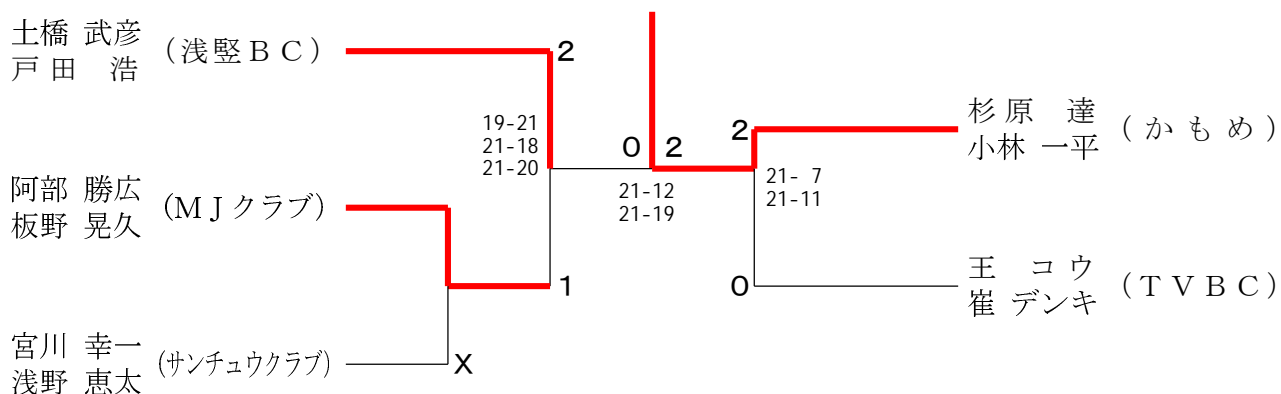 土橋 武彦
戸田 浩
(浅堅BC)
2
19-21
21-18
21-20
阿部 勝広
板野 晃久
(MJクラブ)
1
宮川 幸一
浅野 恵太
(サンチュウクラブ)
X
0 2
21-12
21-19
2
21- 7
21-11
0
杉原 達
小林 一平
(かもめ)
王 コウ
崔 デンキ
(TVBC)